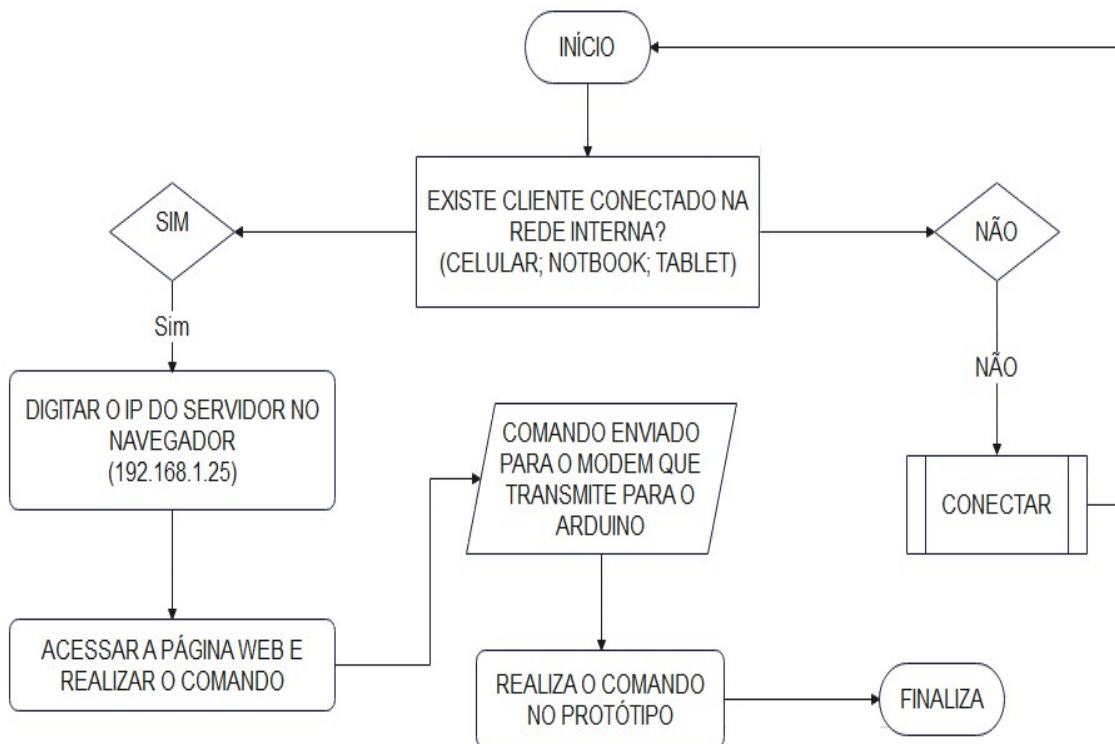 INÍCIO
EXISTE CLIENTE CONECTADO NA
REDE INTERNA?
(CELULAR; NOTBOOK; TABLET)
SIM
NÃO
Sim
NÃO
DIGITAR O IP DO SERVIDOR NO
NAVEGADOR
(192.168.1.25)
COMANDO ENVIADO
PARA O MODEM QUE
TRANSMITE PARA O
ARDUINO
CONECTAR
ACESSAR A PÁGINA WEB E
REALIZAR O COMANDO
REALIZA O COMANDO
NO PROTÓTIPO
FINALIZA